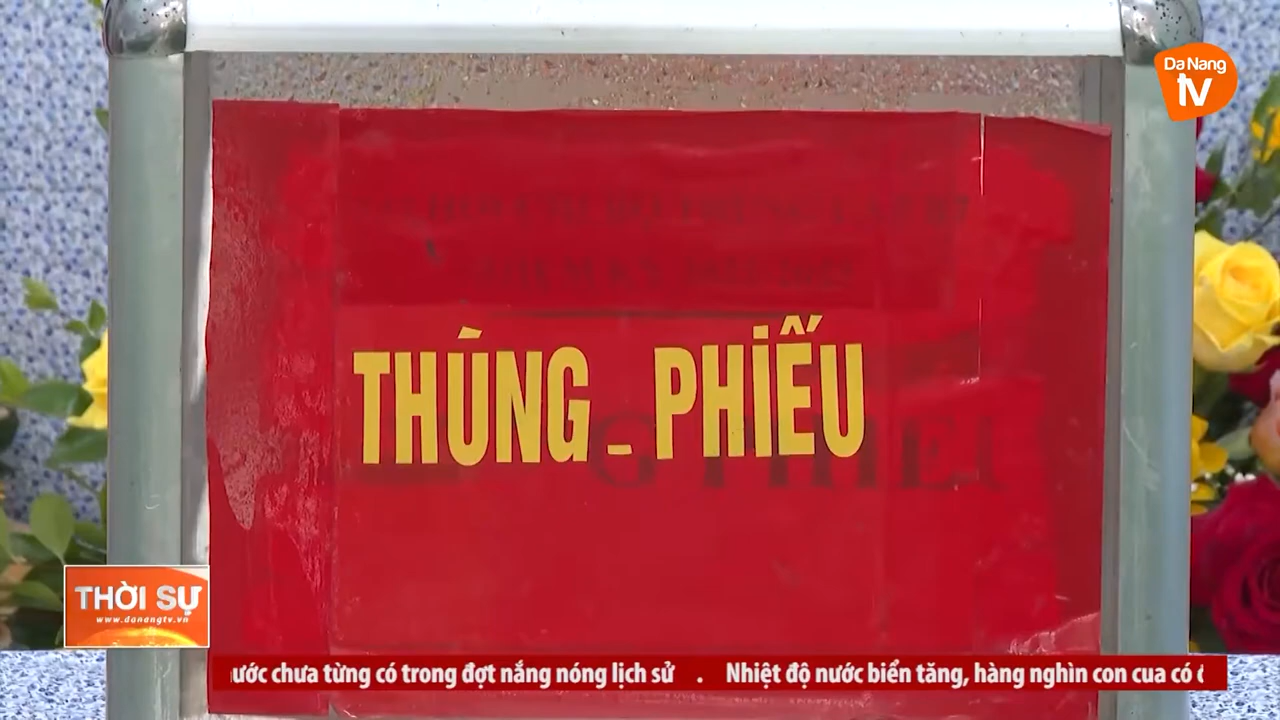 Da Nang
tv
THÙNG - PHIẾU
G PHIẾU
THỜI SỰ
www.danangtv.vn
chưa từng có trong đợt nắng nóng lịch sử . Nhiệt độ nước biển tăng, hàng nghìn con cua có